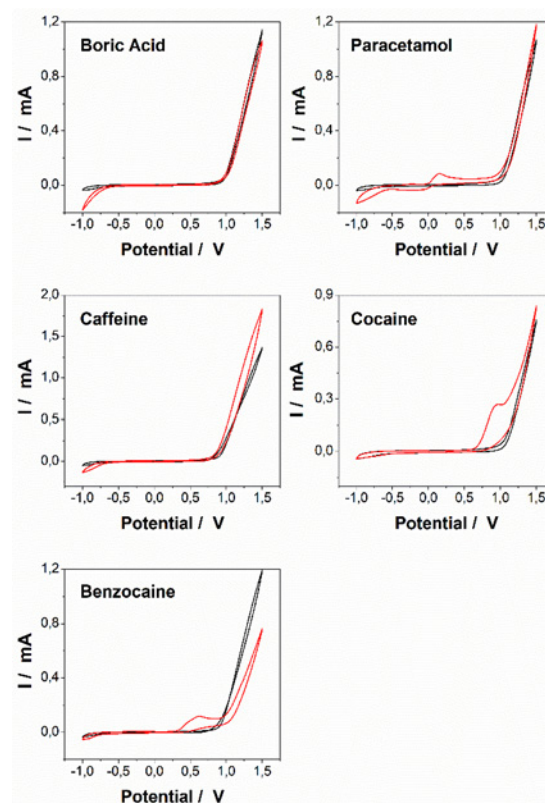 Boric Acid
1,2
0,8
0,4
0,0
I / mA
-1,0 -0,5 0,0 0,5 1,0 1,5
Potential / V
Paracetamol
1,2
0,8
0,4
0,0
I / mA
-1,0 -0,5 0,0 0,5 1,0 1,5
Potential / V
Caffeine
2,0
1,5
1,0
0,5
0,0
I / mA
-1,0 -0,5 0,0 0,5 1,0 1,5
Potential / V
Cocaine
0,9
0,6
0,3
0,0
I / mA
-1,0 -0,5 0,0 0,5 1,0 1,5
Potential / V
Benzocaine
1,2
0,8
0,4
0,0
I / mA
-1,0 -0,5 0,0 0,5 1,0 1,5
Potential / V